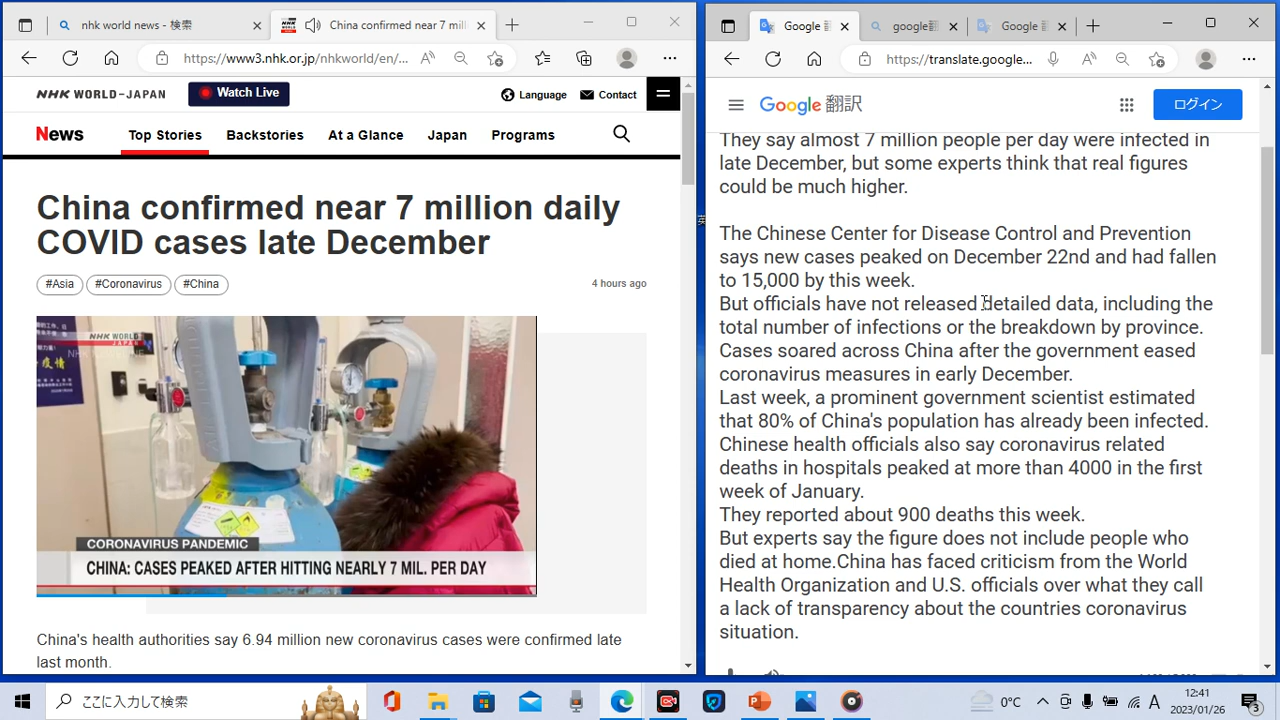 nhk world news - 検索
China confirmed near 7 mill
https://www3.nhk.or.jp/nhkworld/en/...
NHK WORLD-JAPAN
Watch Live
Language
Contact
News
Top Stories
Backstories
At a Glance
Japan
Programs
China confirmed near 7 million daily
COVID cases late December
#Asia
#Coronavirus
#China
4 hours ago
NHK WORLD
JAPAN
CORONAVIRUS PANDEMIC
CHINA: CASES PEAKED AFTER HITTING NEARLY 7 MIL. PER DAY
China's health authorities say 6.94 million new coronavirus cases were confirmed late
last month.
Google 翻
google翻
Google 翻
https://translate.google...
Google 翻訳
ログイン
They say almost 7 million people per day were infected in
late December, but some experts think that real figures
could be much higher.
The Chinese Center for Disease Control and Prevention
says new cases peaked on December 22nd and had fallen
to 15,000 by this week.
But officials have not released detailed data, including the
total number of infections or the breakdown by province.
Cases soared across China after the government eased
coronavirus measures in early December.
Last week, a prominent government scientist estimated
that 80% of China's population has already been infected.
Chinese health officials also say coronavirus related
deaths in hospitals peaked at more than 4000 in the first
week of January.
They reported about 900 deaths this week.
But experts say the figure does not include people who
died at home.China has faced criticism from the World
Health Organization and U.S. officials over what they call
a lack of transparency about the countries coronavirus
situation.
ここに入力して検索
0°C
A
12:41
2023/01/26
3